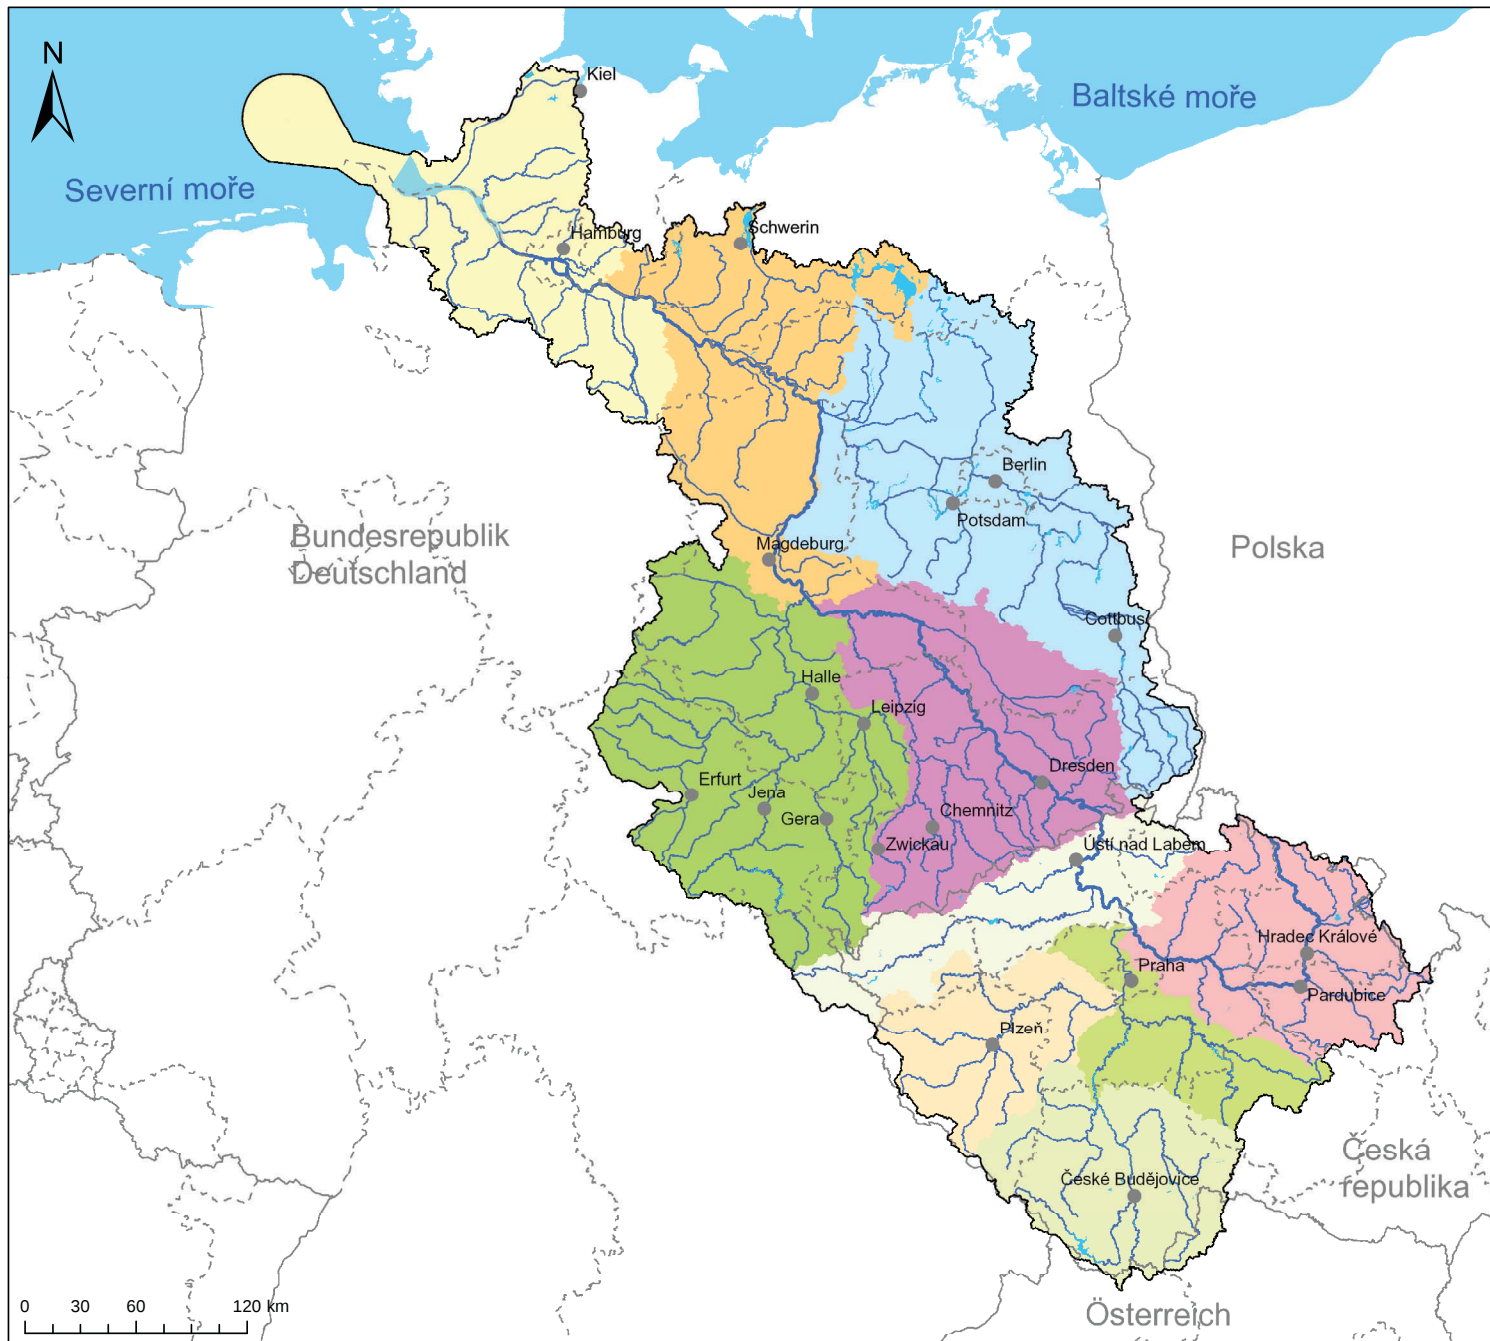 N
Kiel
Baltské moře
Severní moře
Hamburg
Schwerin
Berlin
Potsdam
Bundesrepublik
Deutschland
Magdeburg
Polska
Cottbus
Halle
Leipzig
Dresden
Erfurt
Jena
Gera
Chemnitz
Zwickau
Ústí nad Labem
Hradec Králové
Praha
Pardubice
Plzeň
Česká
republika
České Budějovice
Österreich
0 30 60 120 km